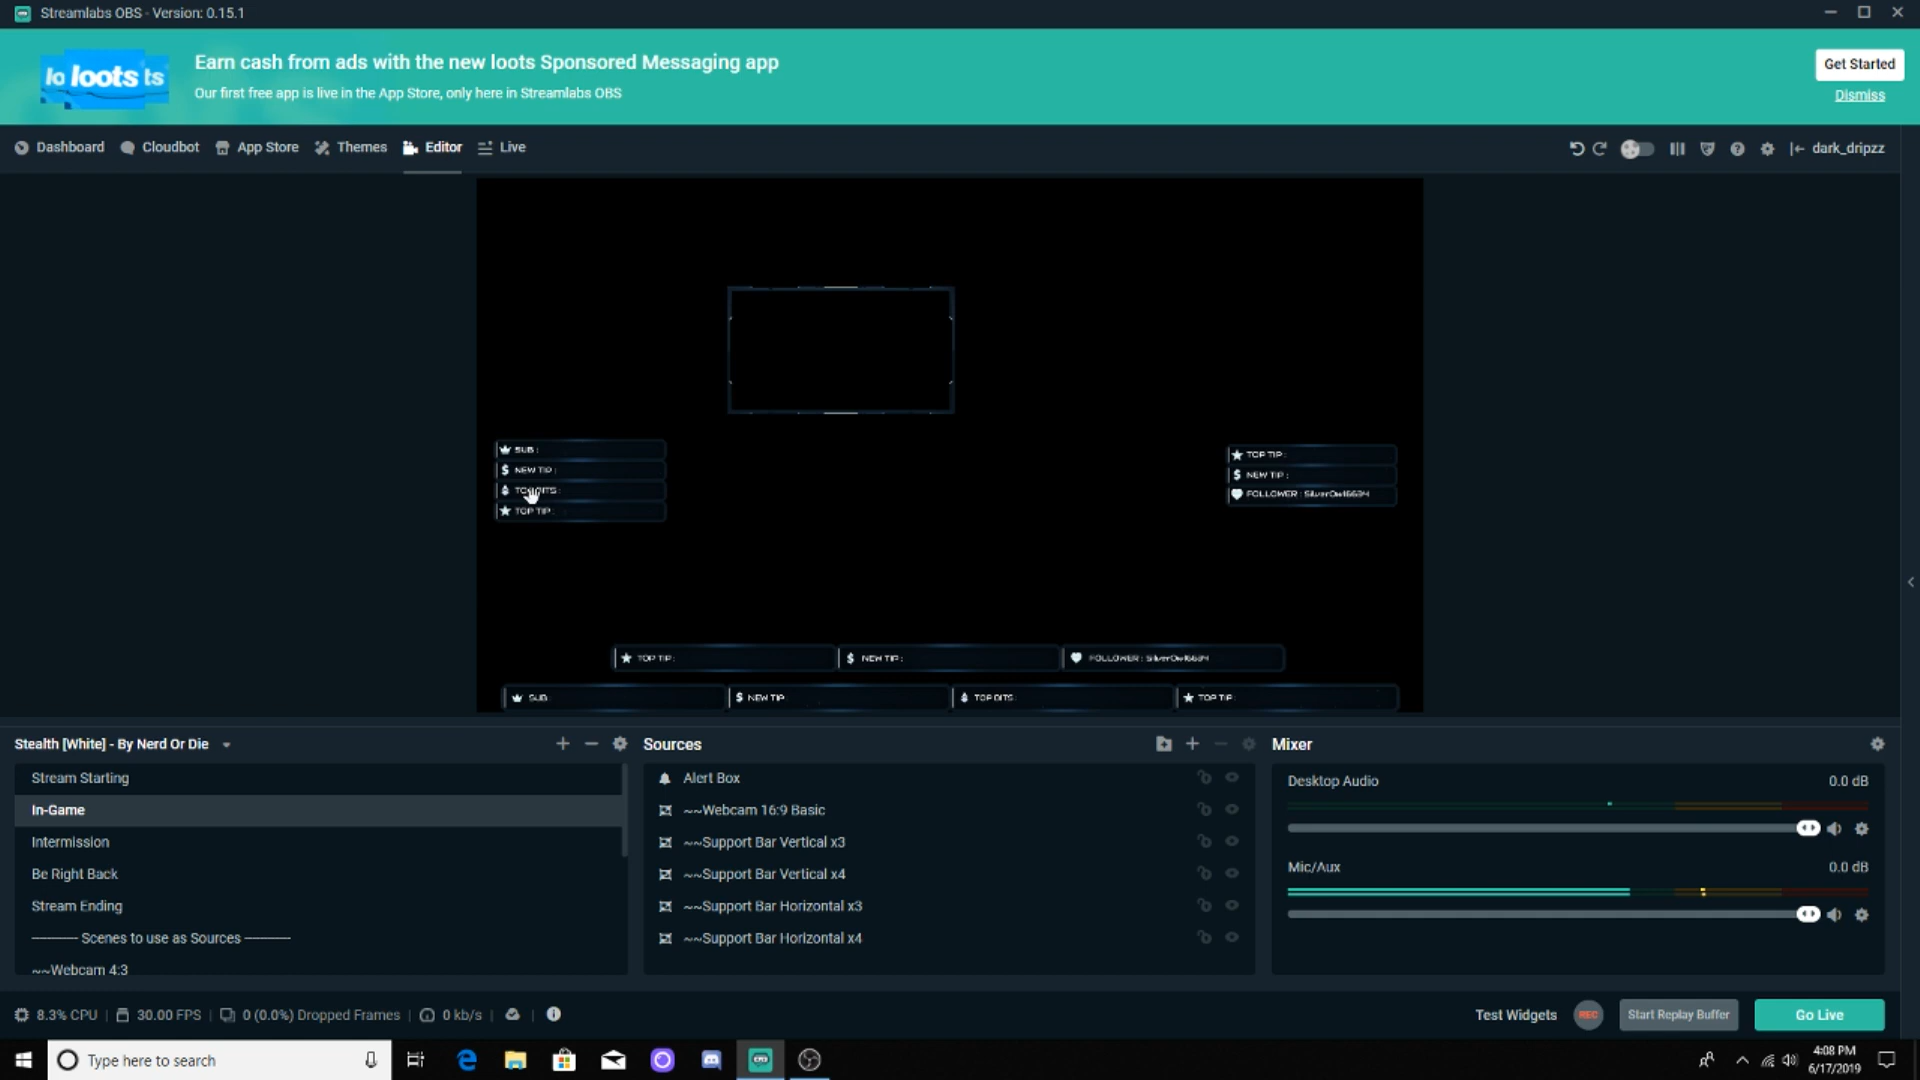 Streamlabs OBS - Version: 0.15.1
lo loots ts
Earn cash from ads with the new loots Sponsored Messaging app
Our first free app is live in the App Store, only here in Streamlabs OBS
Get Started
Dismiss
Dashboard Cloudbot App Store Themes Editor Live
dark_dripzz
SUB :
NEW TIP :
TOP TIP :
TOP TIP :
NEW TIP :
FOLLOWER :
TOP TIP : NEW TIP : FOLLOWER :
SUB : NEW TIP : TOP BITS : TOP TIP :
Stealth [White] - By Nerd Or Die
Stream Starting
In-Game
Intermission
Be Right Back
Stream Ending
———— Scenes to use as Sources ————
~~Webcam 4:3
Sources
Alert Box
~~Webcam 16:9 Basic
~~Support Bar Vertical x3
~~Support Bar Vertical x4
~~Support Bar Horizontal x3
~~Support Bar Horizontal x4
Mixer
Desktop Audio 0.0 dB
Mic/Aux 0.0 dB
8.3% CPU | 30.00 FPS | 0 (0.0%) Dropped Frames | 0 kb/s
Test Widgets REC Start Replay Buffer Go Live
Type here to search
4:08 PM
6/17/2019